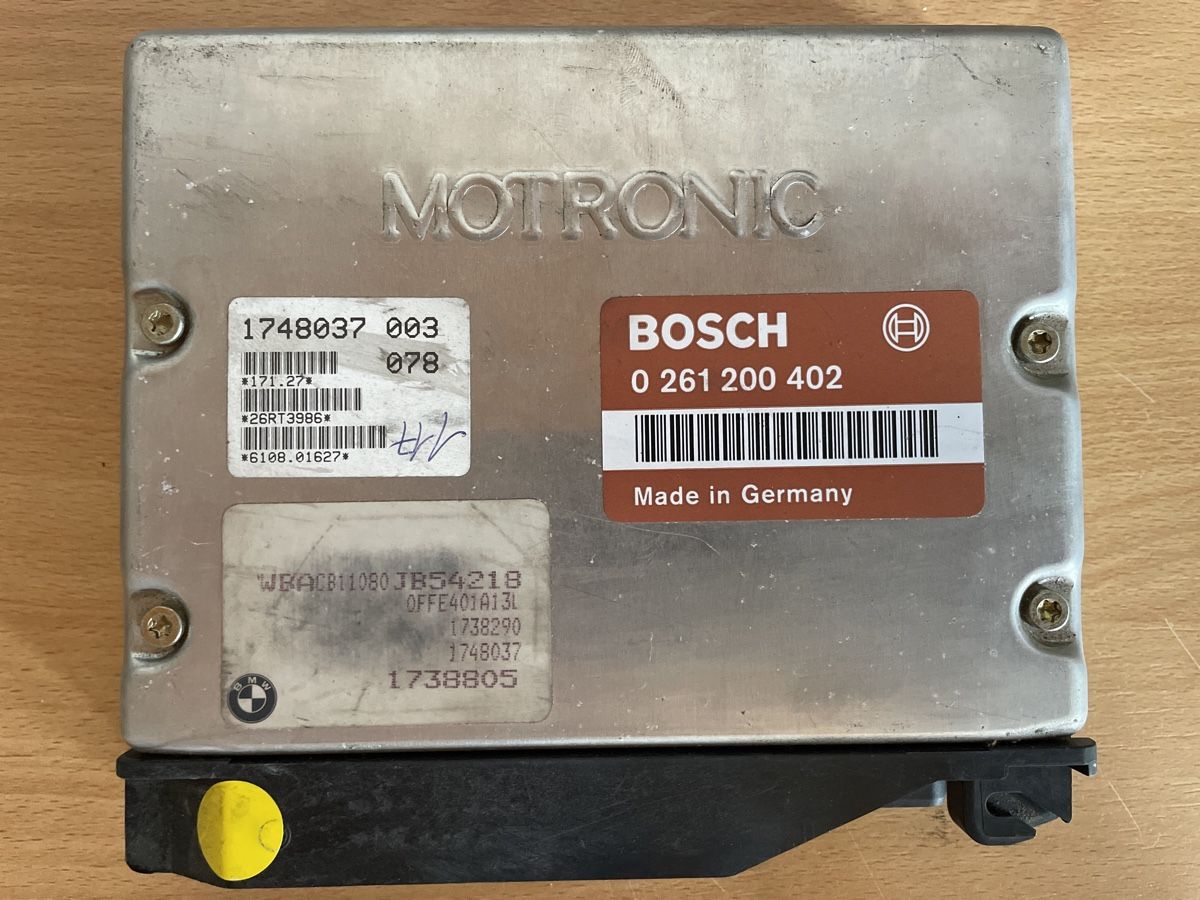 MOTRONIC
1748037 003
078
*171.27*
*26RT3986*
*6108.01627*
117
BOSCH
0 261 200 402
Made in Germany
WBACB11080JB54218
0FFE401A13L
1738290
1748037
1738805
BMW